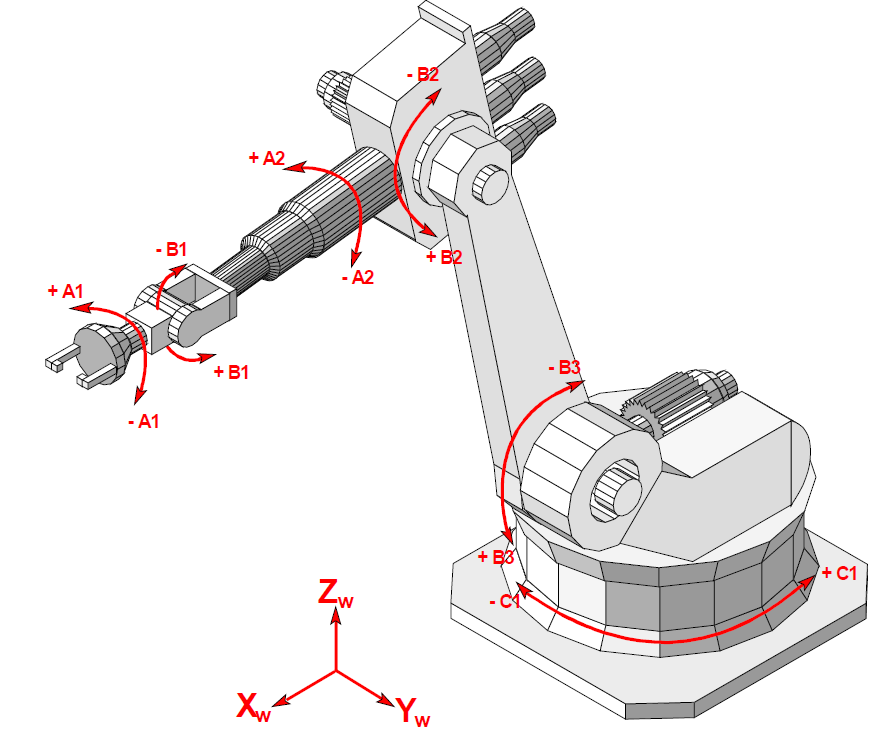 - B2
+ A2
- B1
+ B2
- A2
+ A1
+ B1
- B3
- A1
+ B3
+ C1
- C1
Zw
Xw
Yw